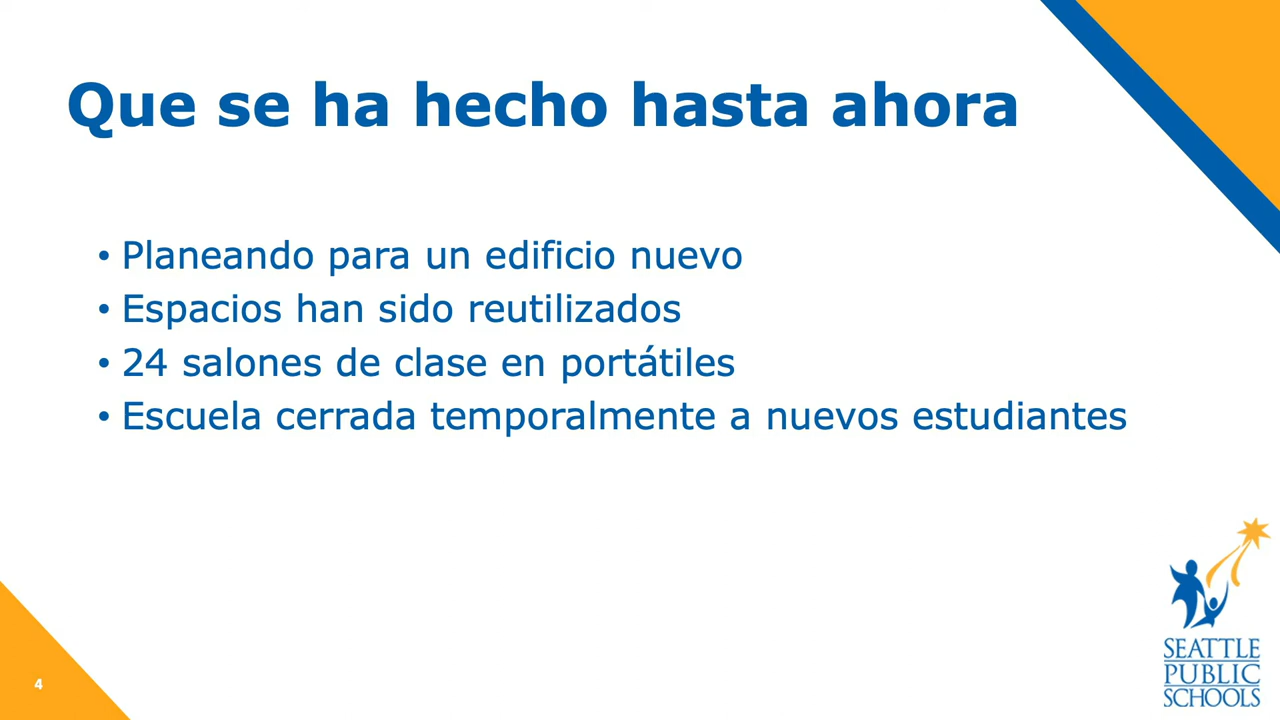 Que se ha hecho hasta ahora
• Planeando para un edificio nuevo
• Espacios han sido reutilizados
• 24 salones de clase en portátiles
• Escuela cerrada temporalmente a nuevos estudiantes
4
SEATTLE
PUBLIC
SCHOOLS